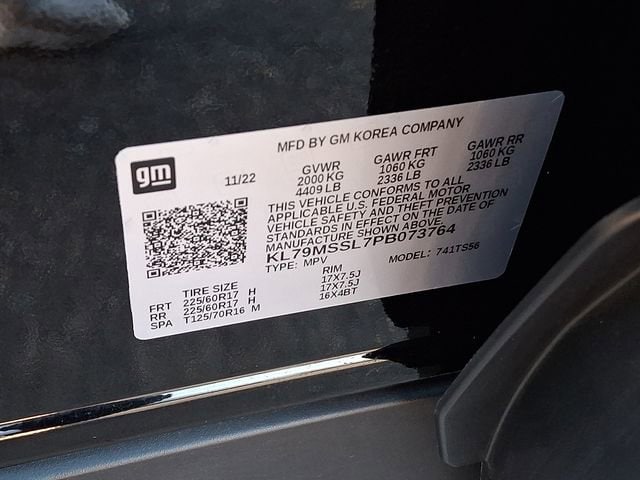 MFD BY GM KOREA COMPANY
gm
11/22
GVWR GAWR FRT GAWR RR
2000 KG 1060 KG 1060 KG
4409 LB 2336 LB 2336 LB
THIS VEHICLE CONFORMS TO ALL
APPLICABLE U.S. FEDERAL MOTOR
VEHICLE SAFETY AND THEFT PREVENTION
STANDARDS IN EFFECT ON THE DATE OF
MANUFACTURE SHOWN ABOVE.
KL79MSSL7PB073764
TYPE: MPV MODEL: 741TS56
TIRE SIZE RIM
FRT 225/60R17 H 17X7.5J
RR 225/60R17 H 17X7.5J
SPA T125/70R16 M 16X4BT